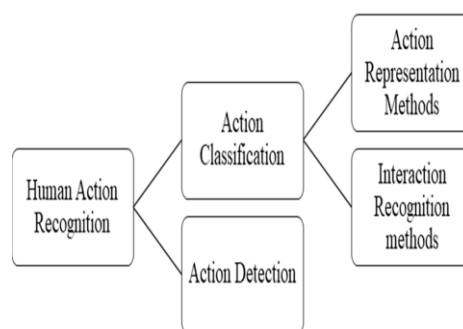 Human Action
Recognition
Action
Classification
Action Detection
Action
Representation
Methods
Interaction
Recognition
methods